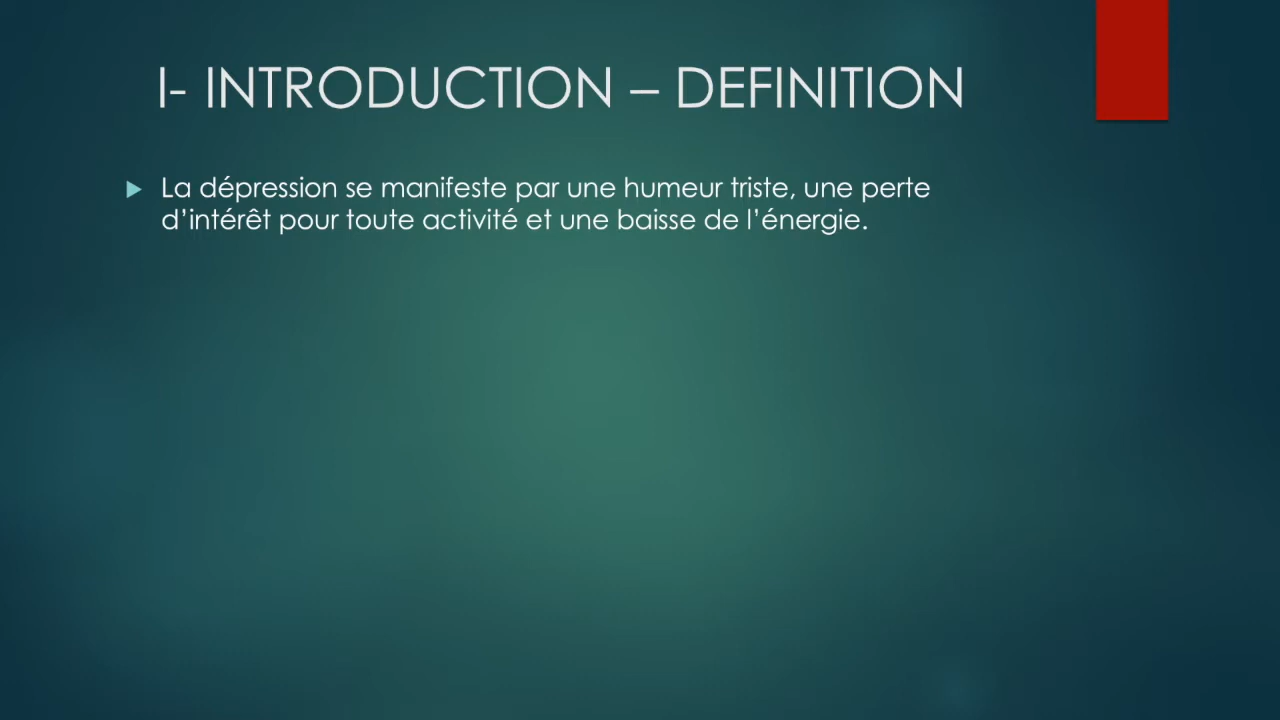 I- INTRODUCTION – DEFINITION
La dépression se manifeste par une humeur triste, une perte
d’intérêt pour toute activité et une baisse de l’énergie.